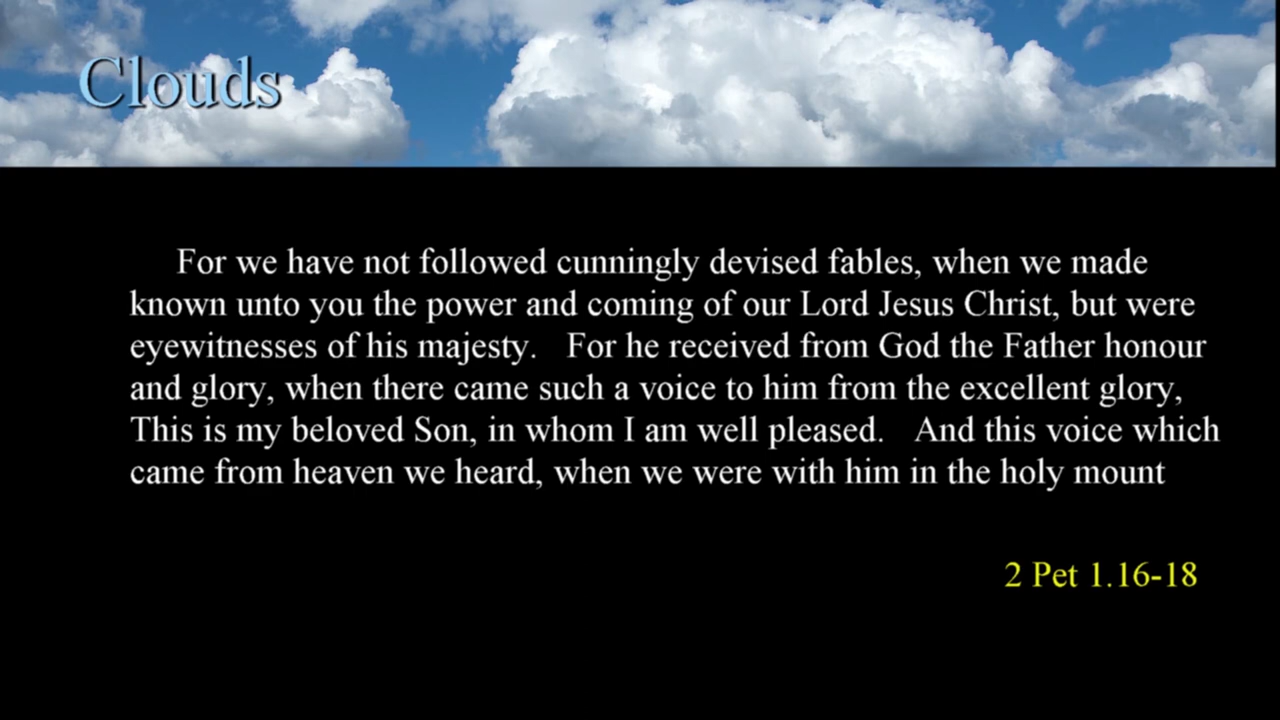 Clouds
For we have not followed cunningly devised fables, when we made
known unto you the power and coming of our Lord Jesus Christ, but were
eyewitnesses of his majesty. For he received from God the Father honour
and glory, when there came such a voice to him from the excellent glory,
This is my beloved Son, in whom I am well pleased. And this voice which
came from heaven we heard, when we were with him in the holy mount
2 Pet 1.16-18